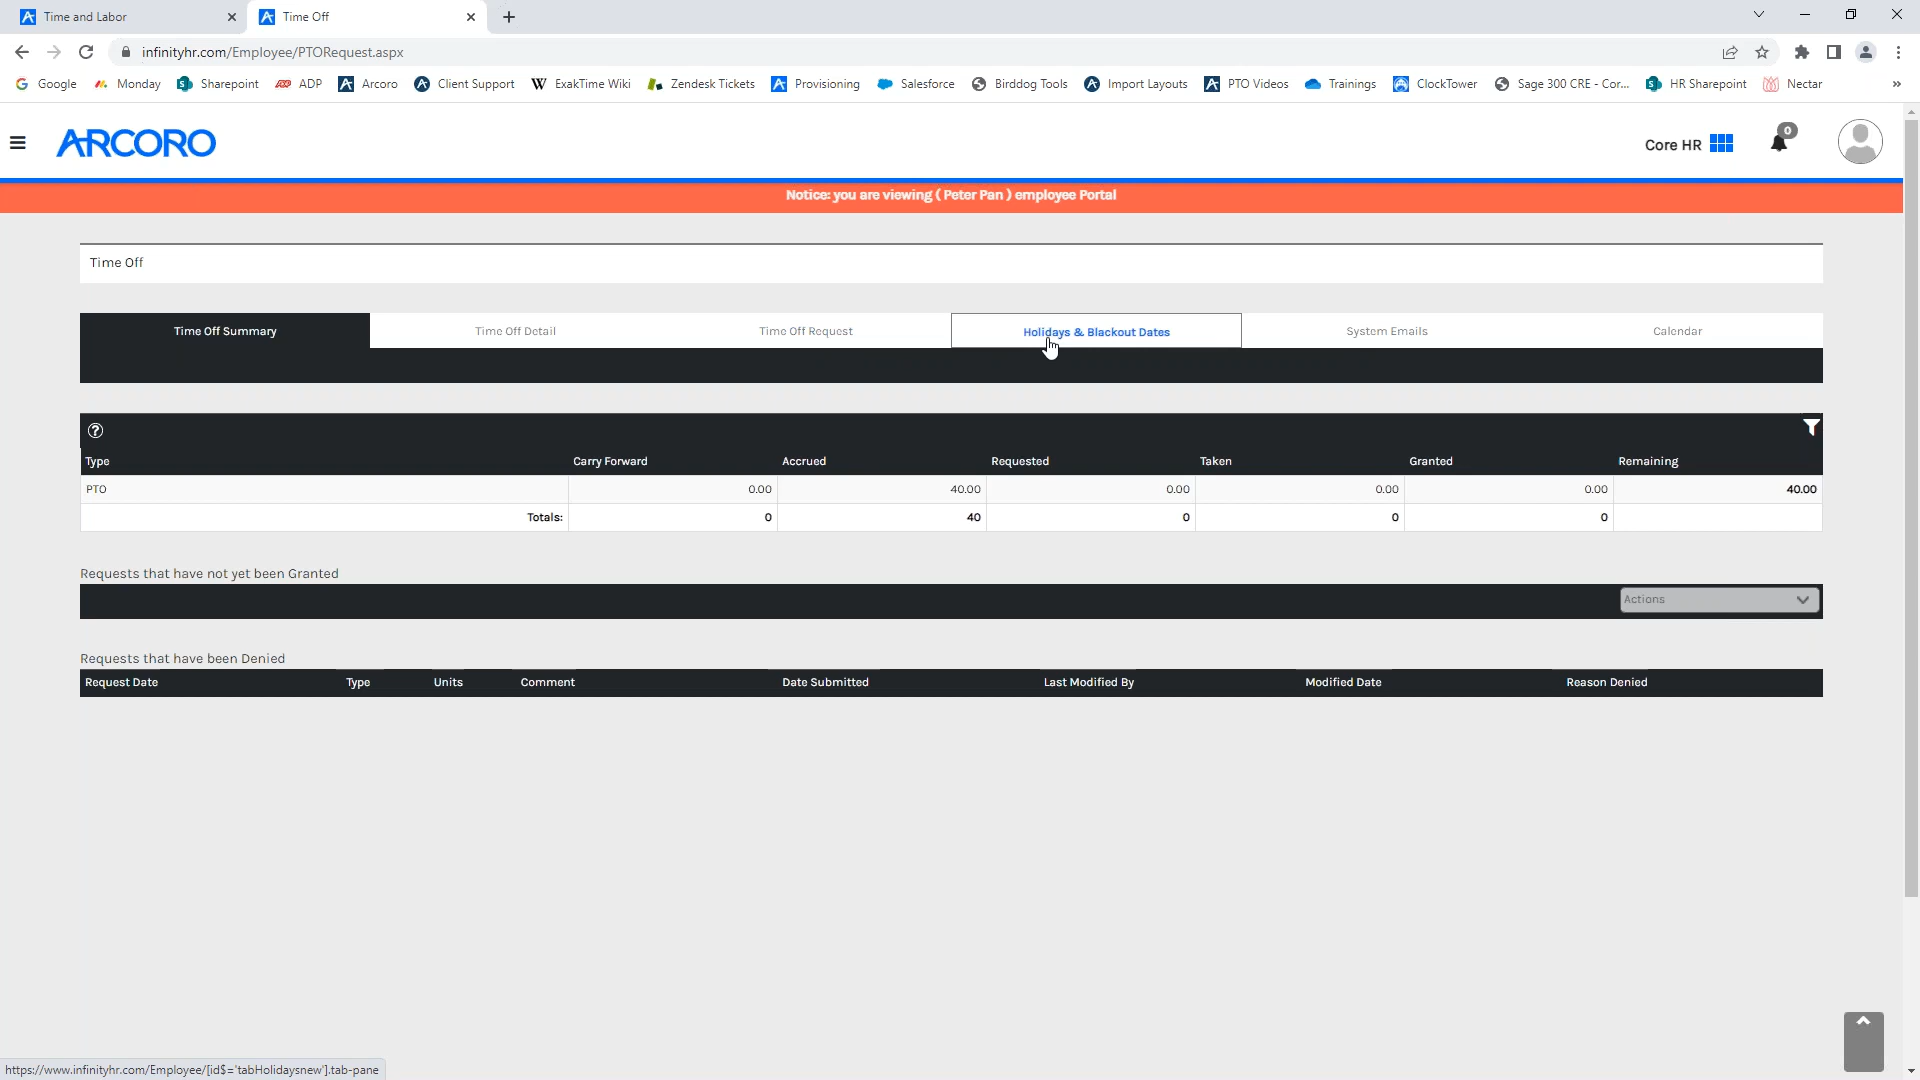 Time and Labor
Time Off
infinityhr.com/Employee/PTORequest.aspx
Google Monday Sharepoint ADP Arcoro Client Support ExakTime Wiki Zendesk Tickets Provisioning Salesforce Birddog Tools Import Layouts PTO Videos Trainings ClockTower Sage 300 CRE - Cor... HR Sharepoint Nectar »
ARCORO
Core HR
0
Notice: you are viewing ( Peter Pan ) employee Portal
Time Off
Time Off Summary Time Off Detail Time Off Request Holidays & Blackout Dates System Emails Calendar
?
Type Carry Forward Accrued Requested Taken Granted Remaining
PTO 0.00 40.00 0.00 0.00 0.00 40.00
Totals: 0 40 0 0 0
Requests that have not yet been Granted
Actions
Requests that have been Denied
Request Date Type Units Comment Date Submitted Last Modified By Modified Date Reason Denied
https://www.infinityhr.com/Employee/[id$='tabHolidaysnew'].tab-pane